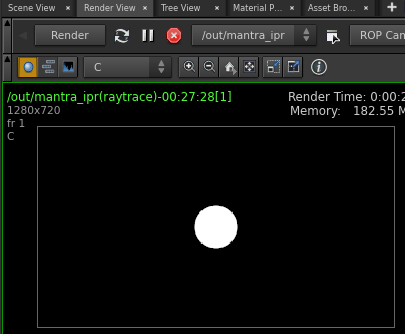 Scene View × Render View × Tree View × Material P... × Asset Bro... ×
Render /out/mantra_ipr ROP Cam
C
/out/mantra_ipr(raytrace)-00:27:28[1] Render Time: 0:00:2
1280x720 Memory: 182.55 M
fr 1
C